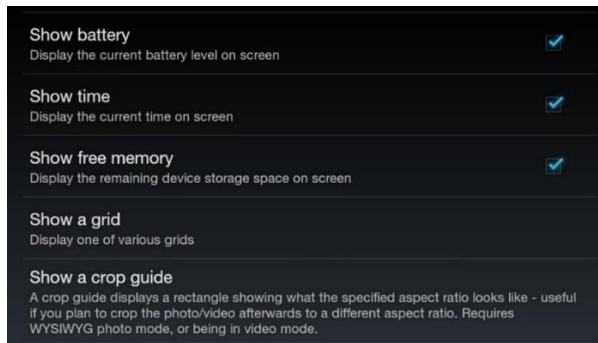 Show battery
Display the current battery level on screen
Show time
Display the current time on screen
Show free memory
Display the remaining device storage space on screen
Show a grid
Display one of various grids
Show a crop guide
A crop guide displays a rectangle showing what the specified aspect ratio looks like - useful
if you plan to crop the photo/video afterwards to a different aspect ratio. Requires
WYSIWYG photo mode, or being in video mode.